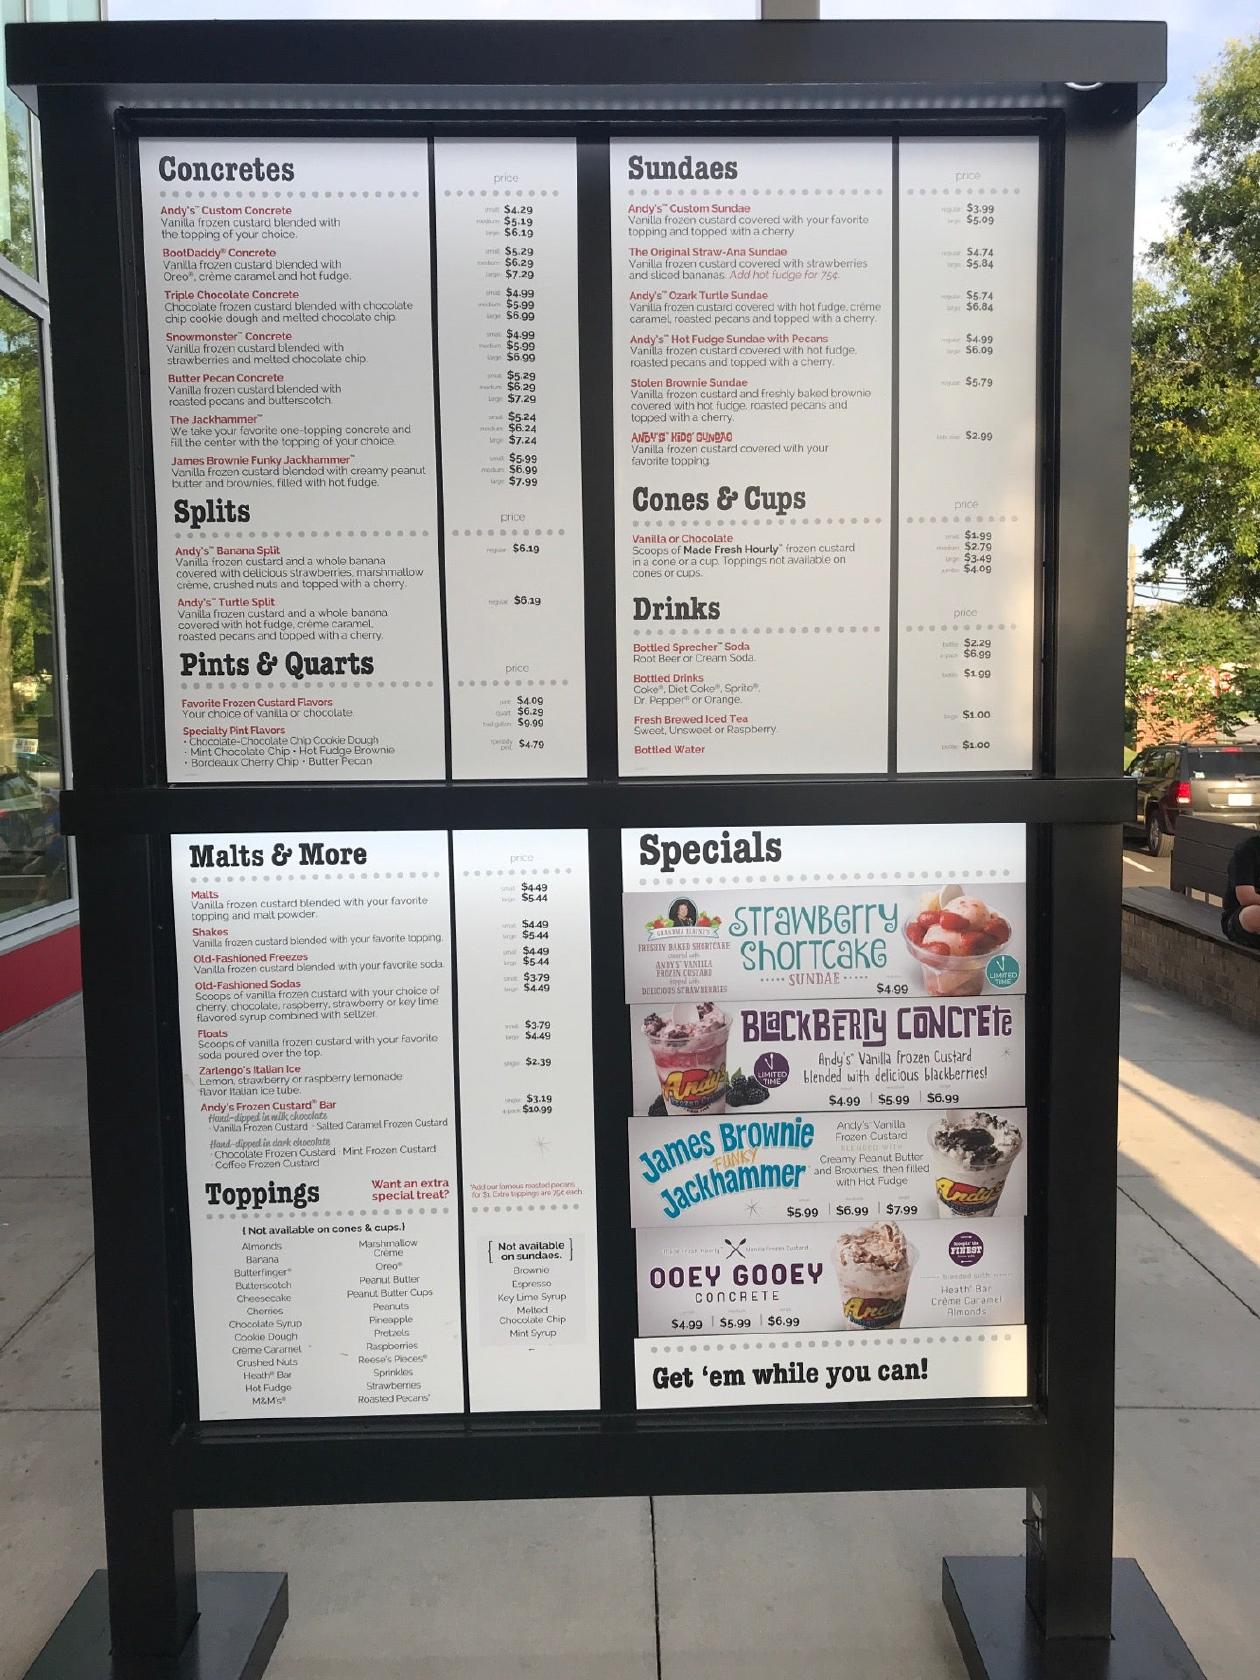 Concretes
price
Andy's™ Custom Concrete
Vanilla frozen custard blended with
the topping of your choice.
small $4.29
medium $5.19
large $6.19
BootDaddy® Concrete
Vanilla frozen custard blended with
Oreo®, crème caramel and hot fudge.
small $5.29
medium $6.29
large $7.29
Triple Chocolate Concrete
Chocolate frozen custard blended with chocolate
chip cookie dough and melted chocolate chip.
small $4.99
medium $5.99
large $6.99
Snowmonster™ Concrete
Vanilla frozen custard blended with
strawberries and melted chocolate chip.
small $4.99
medium $5.99
large $6.99
Butter Pecan Concrete
Vanilla frozen custard blended with
roasted pecans and butterscotch.
small $5.29
medium $6.29
large $7.29
The Jackhammer™
We take your favorite one-topping concrete and
fill the center with the topping of your choice.
small $5.24
medium $6.24
large $7.24
James Brownie Funky Jackhammer™
Vanilla frozen custard blended with creamy peanut
butter and brownies, filled with hot fudge.
small $5.99
medium $6.99
large $7.99
Splits
price
Andy's™ Banana Split
Vanilla frozen custard and a whole banana
covered with delicious strawberries, marshmallow
crème, crushed nuts and topped with a cherry.
regular $6.19
Andy's™ Turtle Split
Vanilla frozen custard and a whole banana
covered with hot fudge, crème caramel,
roasted pecans and topped with a cherry.
regular $6.19
Pints & Quarts
price
Favorite Frozen Custard Flavors
Your choice of vanilla or chocolate.
pint $4.09
quart $6.29
half gallon $9.99
Specialty Pint Flavors
• Chocolate-Chocolate Chip Cookie Dough
• Mint Chocolate Chip • Hot Fudge Brownie
• Bordeaux Cherry Chip • Butter Pecan
specialty pint $4.79
Sundaes
price
Andy's™ Custom Sundae
Vanilla frozen custard covered with your favorite
topping and topped with a cherry
regular $3.99
large $5.09
The Original Straw-Ana Sundae
Vanilla frozen custard covered with strawberries
and sliced bananas. Add hot fudge for 75¢.
regular $4.74
large $5.84
Andy's™ Ozark Turtle Sundae
Vanilla frozen custard covered with hot fudge, crème
caramel, roasted pecans and topped with a cherry.
regular $5.74
large $6.84
Andy's™ Hot Fudge Sundae with Pecans
Vanilla frozen custard covered with hot fudge,
roasted pecans and topped with a cherry.
regular $4.99
large $6.09
Stolen Brownie Sundae
Vanilla frozen custard and freshly baked brownie
covered with hot fudge, roasted pecans and
topped with a cherry.
regular $5.79
ANDY'S™ KIDS' SUNDAE
Vanilla frozen custard covered with your
favorite topping.
kids size $2.99
Cones & Cups
price
Vanilla or Chocolate
Scoops of Made Fresh Hourly™ frozen custard
in a cone or a cup. Toppings not available on
cones or cups.
small $1.99
medium $2.79
large $3.49
jumbo $4.09
Drinks
price
Bottled Sprecher™ Soda
Root Beer or Cream Soda.
bottle $2.29
4-pack $6.99
Bottled Drinks
Coke®, Diet Coke®, Sprite®,
Dr. Pepper® or Orange.
bottle $1.99
Fresh Brewed Iced Tea
Sweet, Unsweet or Raspberry.
large $1.00
Bottled Water
bottle $1.00
Malts & More
price
Malts
Vanilla frozen custard blended with your favorite
topping and malt powder.
small $4.49
large $5.44
Shakes
Vanilla frozen custard blended with your favorite topping.
small $4.49
large $5.44
Old-Fashioned Freezes
Vanilla frozen custard blended with your favorite soda.
small $4.49
large $5.44
Old-Fashioned Sodas
Scoops of vanilla frozen custard with your choice of
cherry, chocolate, raspberry, strawberry or key lime
flavored syrup combined with seltzer.
small $3.79
large $4.49
Floats
Scoops of vanilla frozen custard with your favorite
soda poured over the top.
small $3.79
large $4.49
Zarlengo's Italian Ice
Lemon, strawberry or raspberry lemonade
flavor Italian ice tube.
single $2.39
Andy's Frozen Custard® Bar
Hand-dipped in milk chocolate
· Vanilla Frozen Custard · Salted Caramel Frozen Custard
Hand-dipped in dark chocolate
· Chocolate Frozen Custard · Mint Frozen Custard
· Coffee Frozen Custard
single $3.19
4-pack $10.99
Toppings
Want an extra
special treat?
*Add our famous roasted pecans
for $1. Extra toppings are 75¢ each.
{Not available on cones & cups.}
Almonds
Banana
Butterfinger®
Butterscotch
Cheesecake
Cherries
Chocolate Syrup
Cookie Dough
Crème Caramel
Crushed Nuts
Heath® Bar
Hot Fudge
M&M's®
Marshmallow
Crème
Oreo®
Peanut Butter
Peanut Butter Cups
Peanuts
Pineapple
Pretzels
Raspberries
Reese's Pieces®
Sprinkles
Strawberries
Roasted Pecans*
[Not available
on sundaes.]
Brownie
Espresso
Key Lime Syrup
Melted
Chocolate Chip
Mint Syrup
Specials
GRANDMA ELAINE'S
FRESHLY BAKED SHORTCAKE
covered with
ANDY'S VANILLA
FROZEN CUSTARD
topped with
DELICIOUS STRAWBERRIES
STRAWBERRY
SHORTCAKE
SUNDAE
$4.99
LIMITED
TIME
BLACKBERRY CONCRETE
LIMITED
TIME
Andy's™ Vanilla Frozen Custard
blended with delicious blackberries!
$4.99 | $5.99 | $6.99
James Brownie
FUNKY
Jackhammer™
Andy's™ Vanilla
Frozen Custard
BLENDED WITH
Creamy Peanut Butter
and Brownies, then filled
with Hot Fudge
$5.99 | $6.99 | $7.99
Made Fresh Hourly™ Vanilla Frozen Custard
OOEY GOOEY
CONCRETE
$4.99 | $5.99 | $6.99
FINEST
blended with
Heath® Bar
Crème Caramel
Almonds
Get 'em while you can!